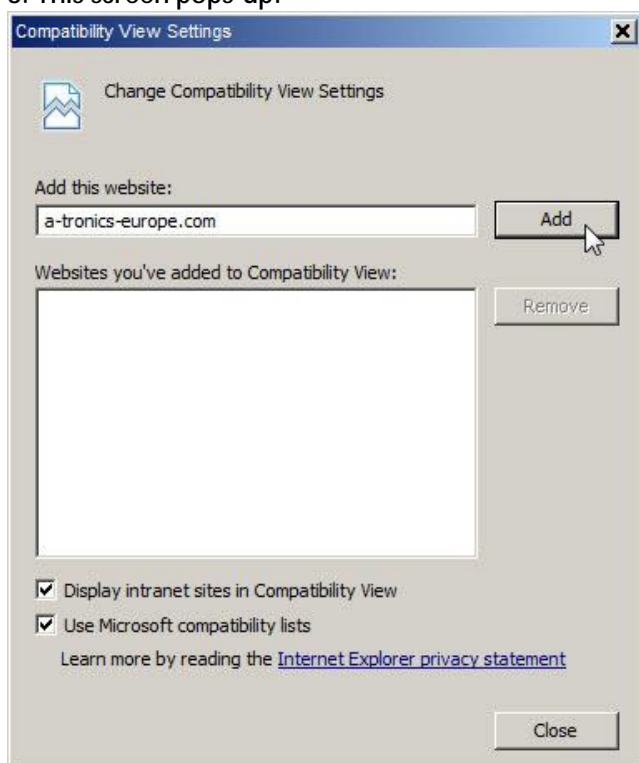 This screen pops-up:
Compatibility View Settings
Change Compatibility View Settings
Add this website:
a-tronics-europe.com
Add
Websites you've added to Compatibility View:
Remove
Display intranet sites in Compatibility View
Use Microsoft compatibility lists
Learn more by reading the Internet Explorer privacy statement
Close